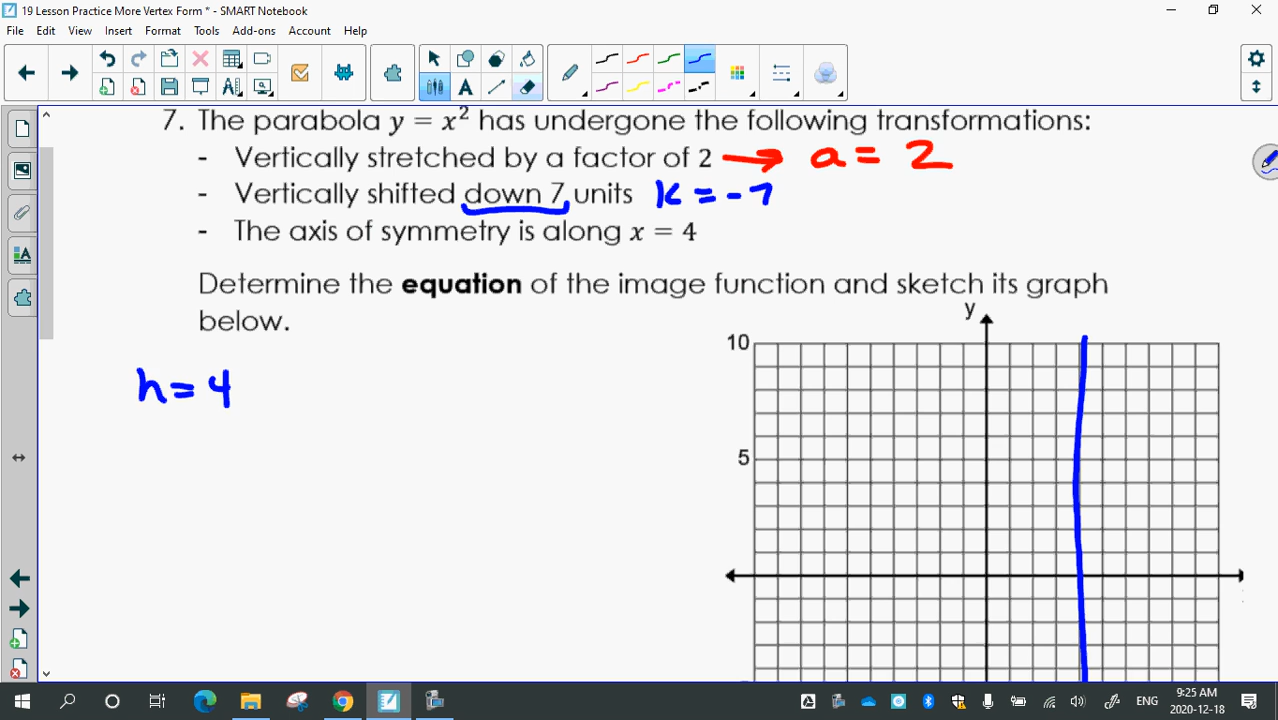 19 Lesson Practice More Vertex Form * - SMART Notebook
File Edit View Insert Format Tools Add-ons Account Help
7. The parabola y = x² has undergone the following transformations:
- Vertically stretched by a factor of 2 → a = 2
- Vertically shifted down 7 units k = -7
- The axis of symmetry is along x = 4
Determine the equation of the image function and sketch its graph
below.
y
10
h = 4
5
ENG
9:25 AM
2020-12-18